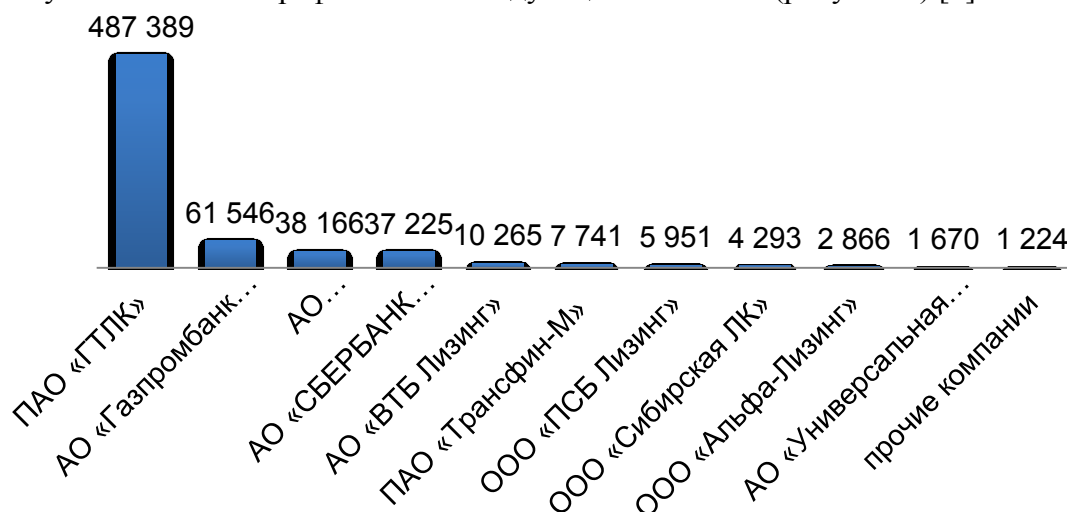 487 389
61 546
38 166
37 225
10 265
7 741
5 951
4 293
2 866
1 670
1 224
ПАО «ГТЛК»
АО «Газпромбанк…
АО…
АО «СБЕРБАНК…
АО «ВТБ Лизинг»
ПАО «Трансфин-М»
ООО «ПСБ Лизинг»
ООО «Сибирская ЛК»
ООО «Альфа-Лизинг»
АО «Универсальная…
прочие компании